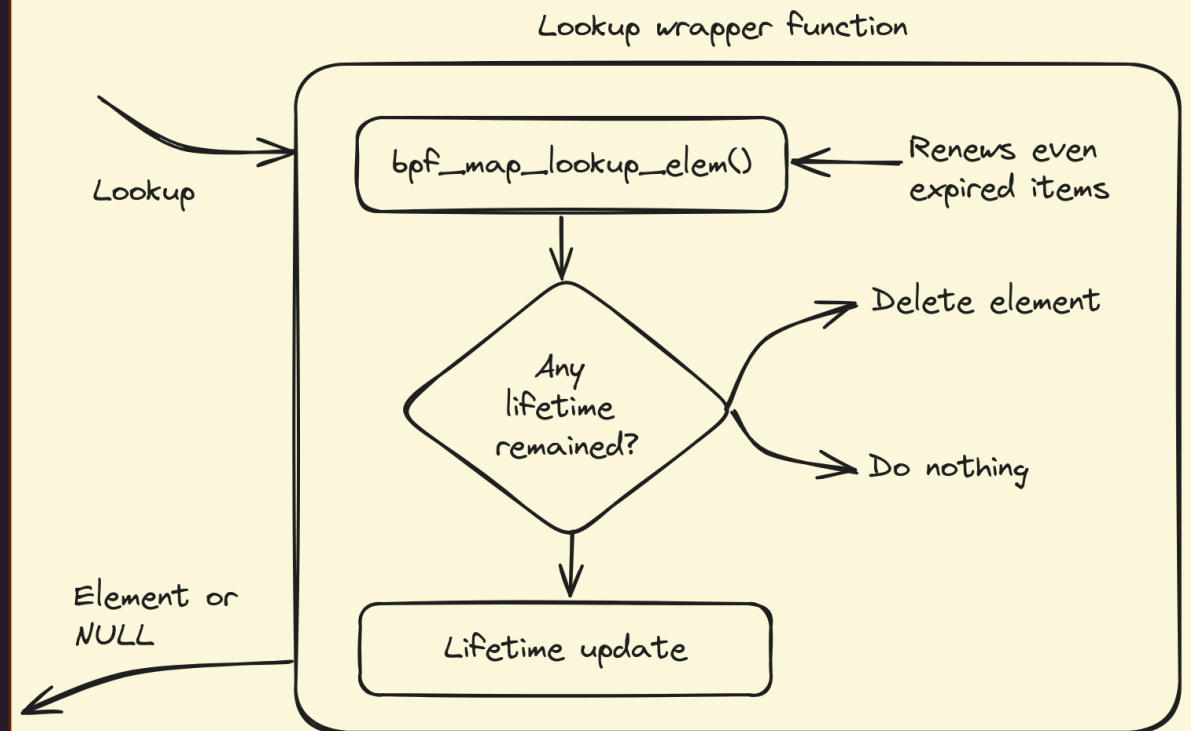 Lookup wrapper function
bpf_map_lookup_elem()
Renews even
expired items
Lookup
Delete element
Any
lifetime
remained?
Do nothing
Element or
NULL
Lifetime update